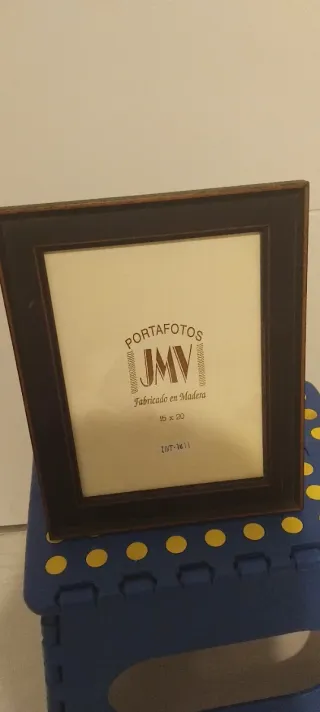 PORTAFOTOS
JMV
Fabricado en Madera
15 x 20